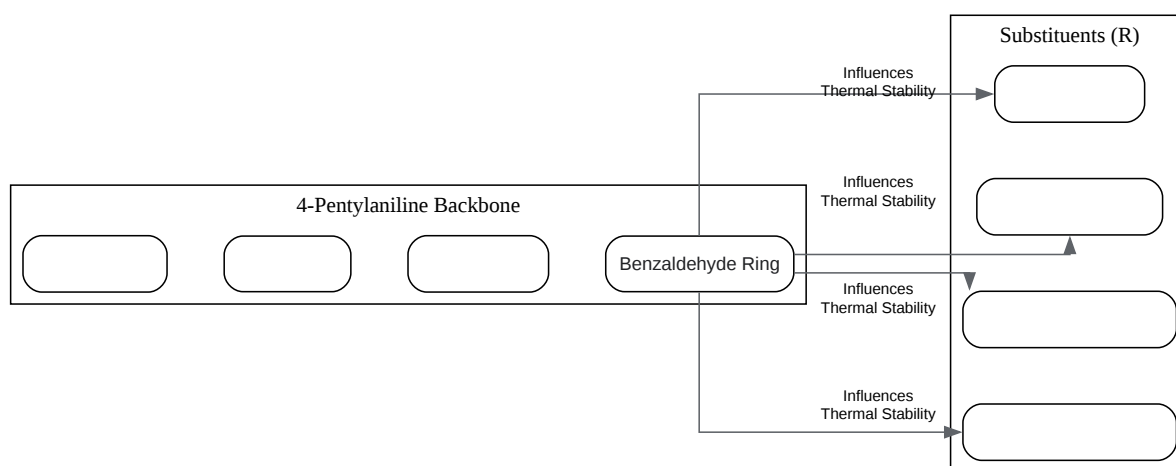 Substituents (R)
Influences
Thermal Stability
Influences
Thermal Stability
4-Pentylaniline Backbone
Benzaldehyde Ring
Influences
Thermal Stability
Influences
Thermal Stability